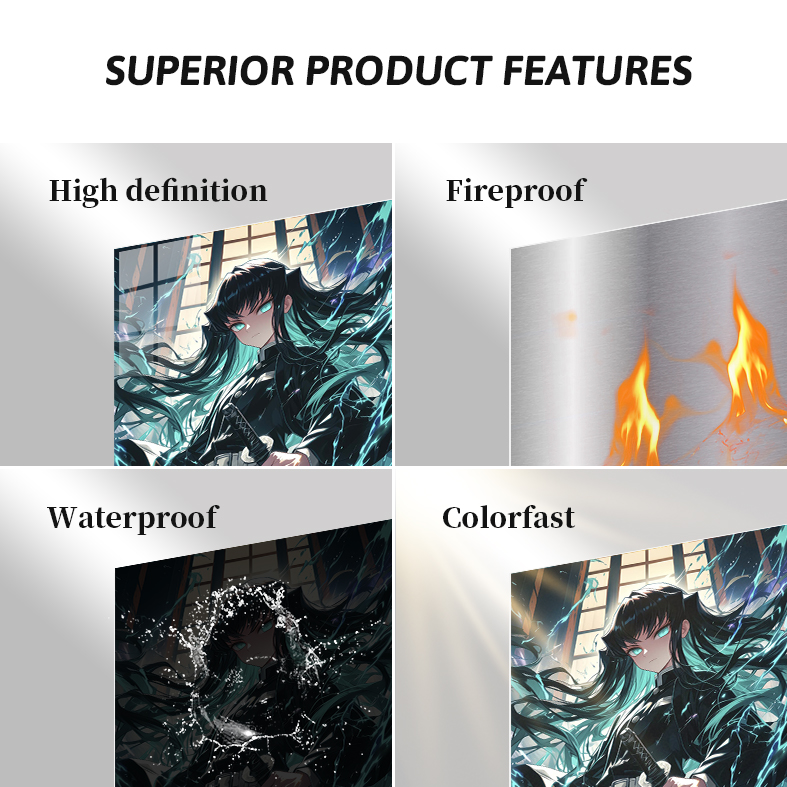 SUPERIOR PRODUCT FEATURES
High definition
Fireproof
Waterproof
Colorfast